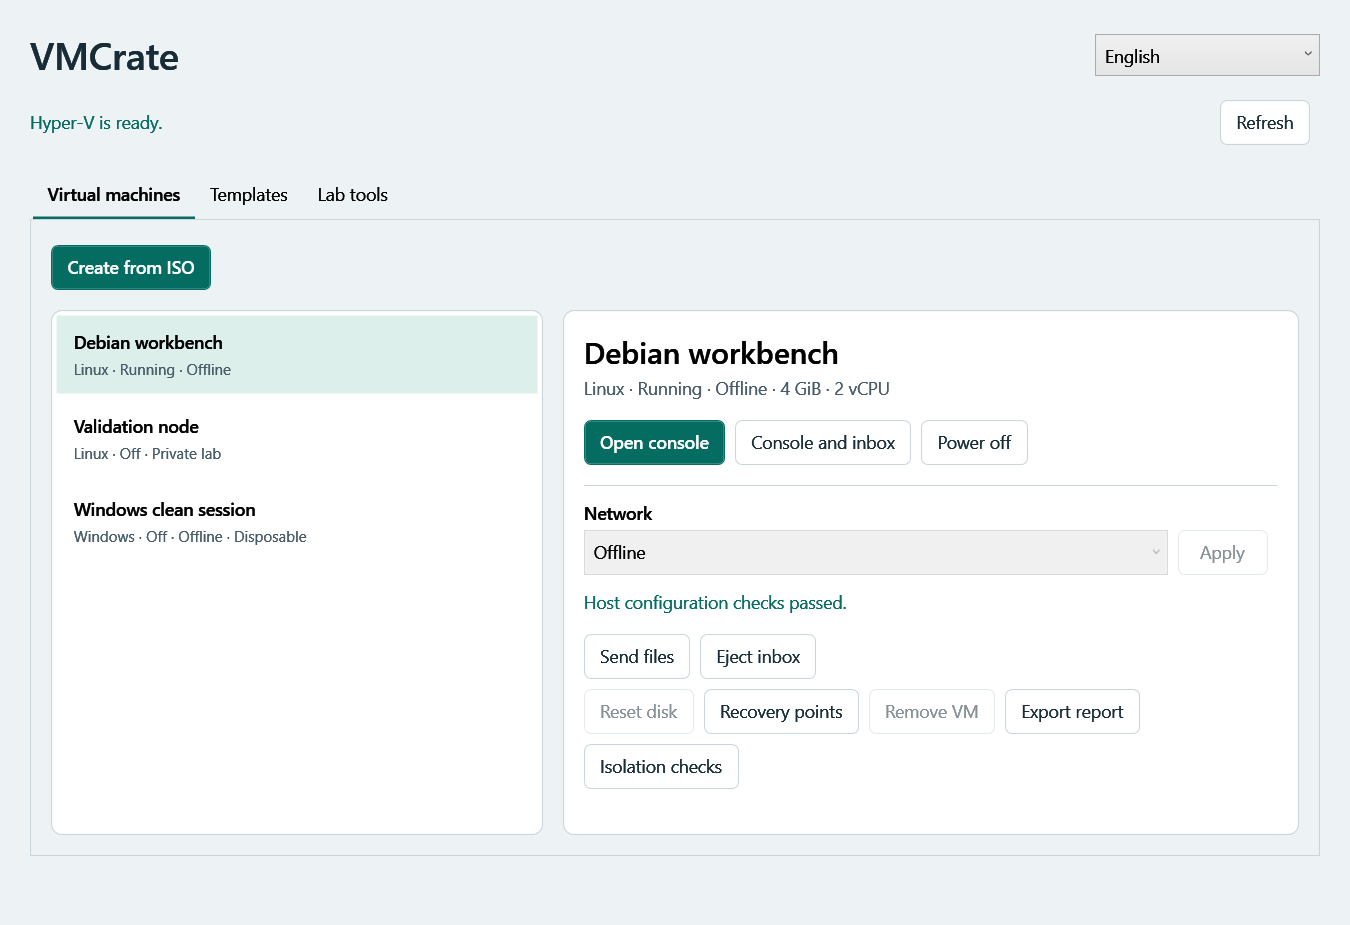 VMCrate
English
Hyper-V is ready.
Refresh
Virtual machines
Templates
Lab tools
Create from ISO
Debian workbench
Linux · Running · Offline
Validation node
Linux · Off · Private lab
Windows clean session
Windows · Off · Offline · Disposable
Debian workbench
Linux · Running · Offline · 4 GiB · 2 vCPU
Open console
Console and inbox
Power off
Network
Offline
Apply
Host configuration checks passed.
Send files
Eject inbox
Reset disk
Recovery points
Remove VM
Export report
Isolation checks